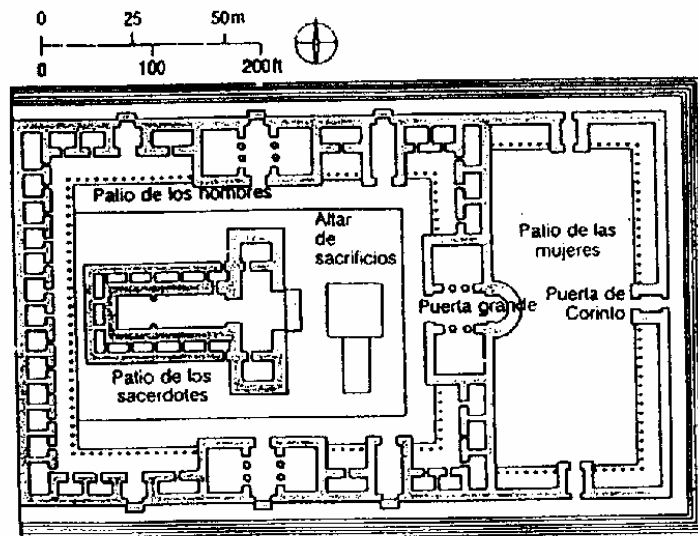 0 25 50m
0 100 200ft
Patio de los hombres
Altar
de
sacrificios
Patio de las
mujeres
Puerta grande
Puerta de
Corinto
Patio de los
sacerdotes